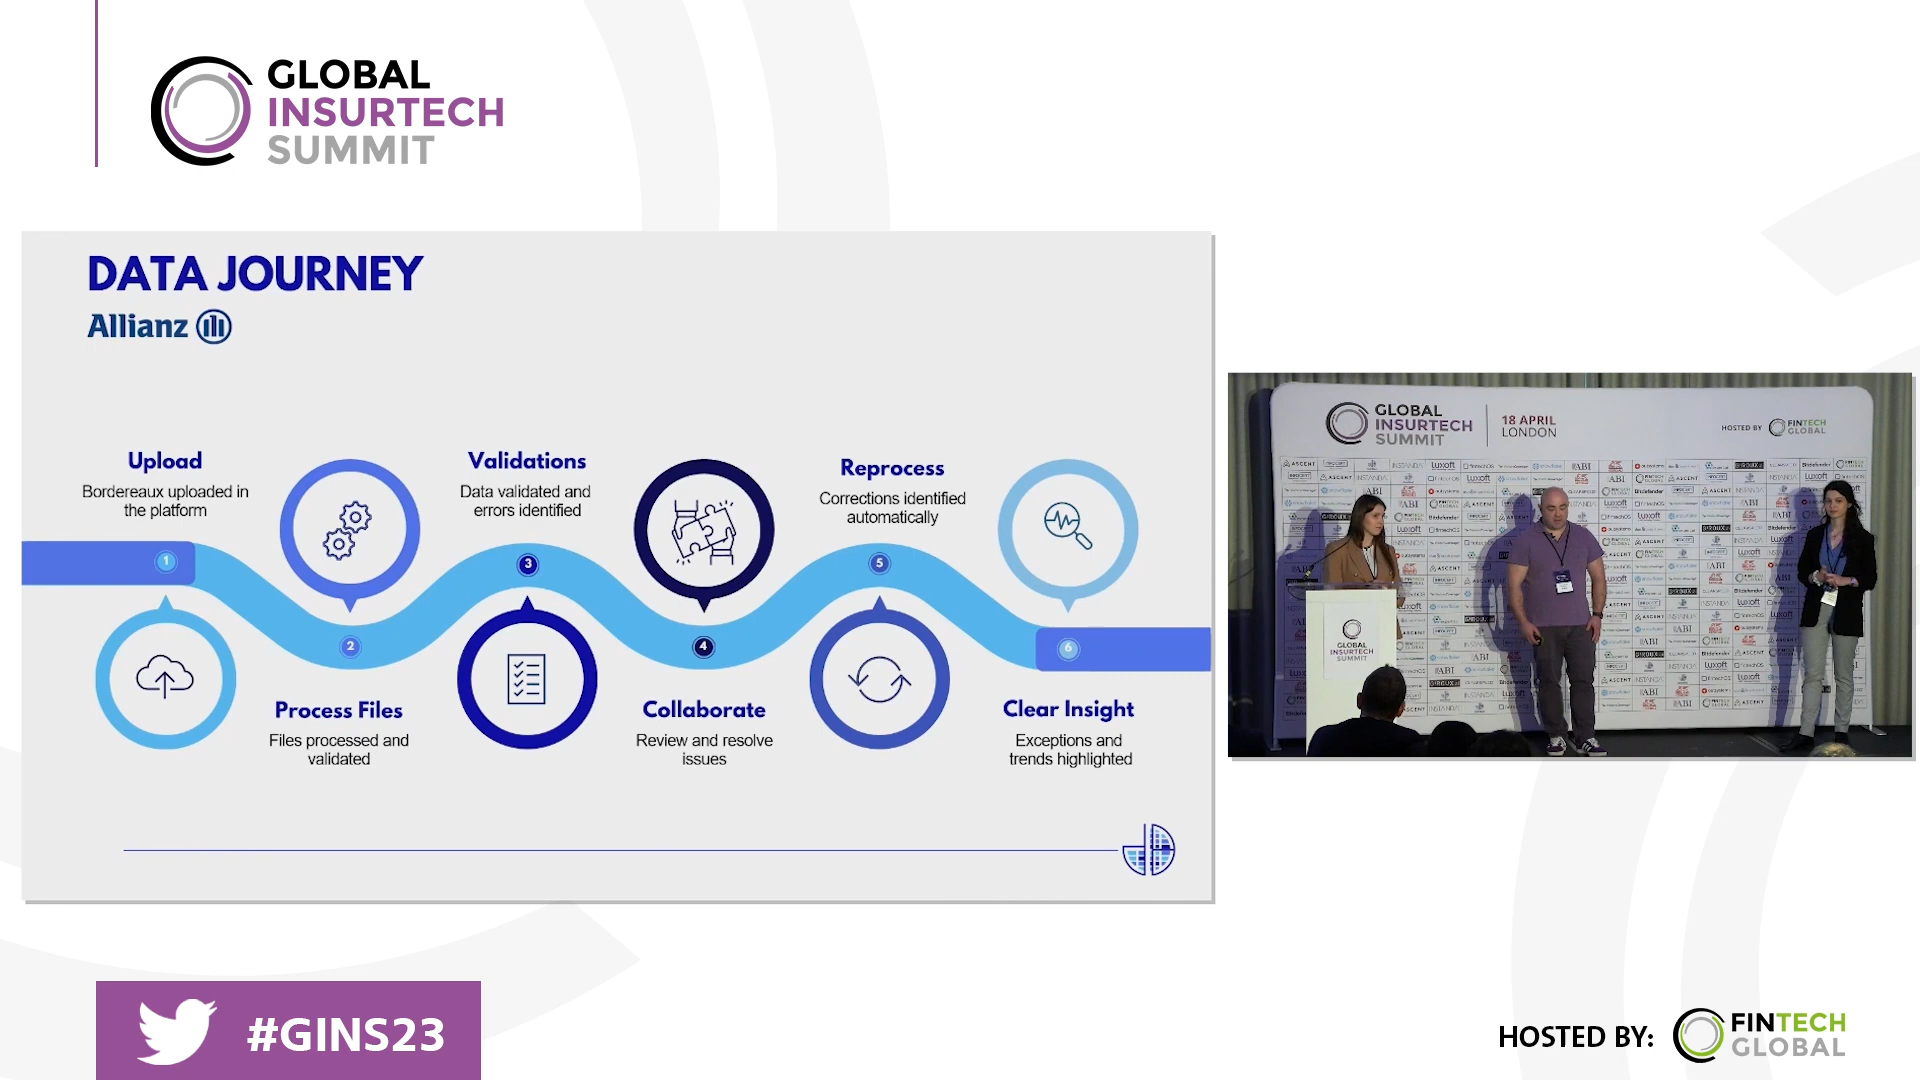 GLOBAL
INSURTECH
SUMMIT
DATA JOURNEY
Allianz
Upload
Bordereaux uploaded in
the platform
Validations
Data validated and
errors identified
Reprocess
Corrections identified
automatically
1
2
3
4
5
6
Process Files
Files processed and
validated
Collaborate
Review and resolve
issues
Clear Insight
Exceptions and
trends highlighted
GLOBAL
INSURTECH
SUMMIT
18 APRIL
LONDON
HOSTED BY
FINTECH
GLOBAL
GLOBAL
INSURTECH
SUMMIT
#GINS23
HOSTED BY:
FINTECH
GLOBAL